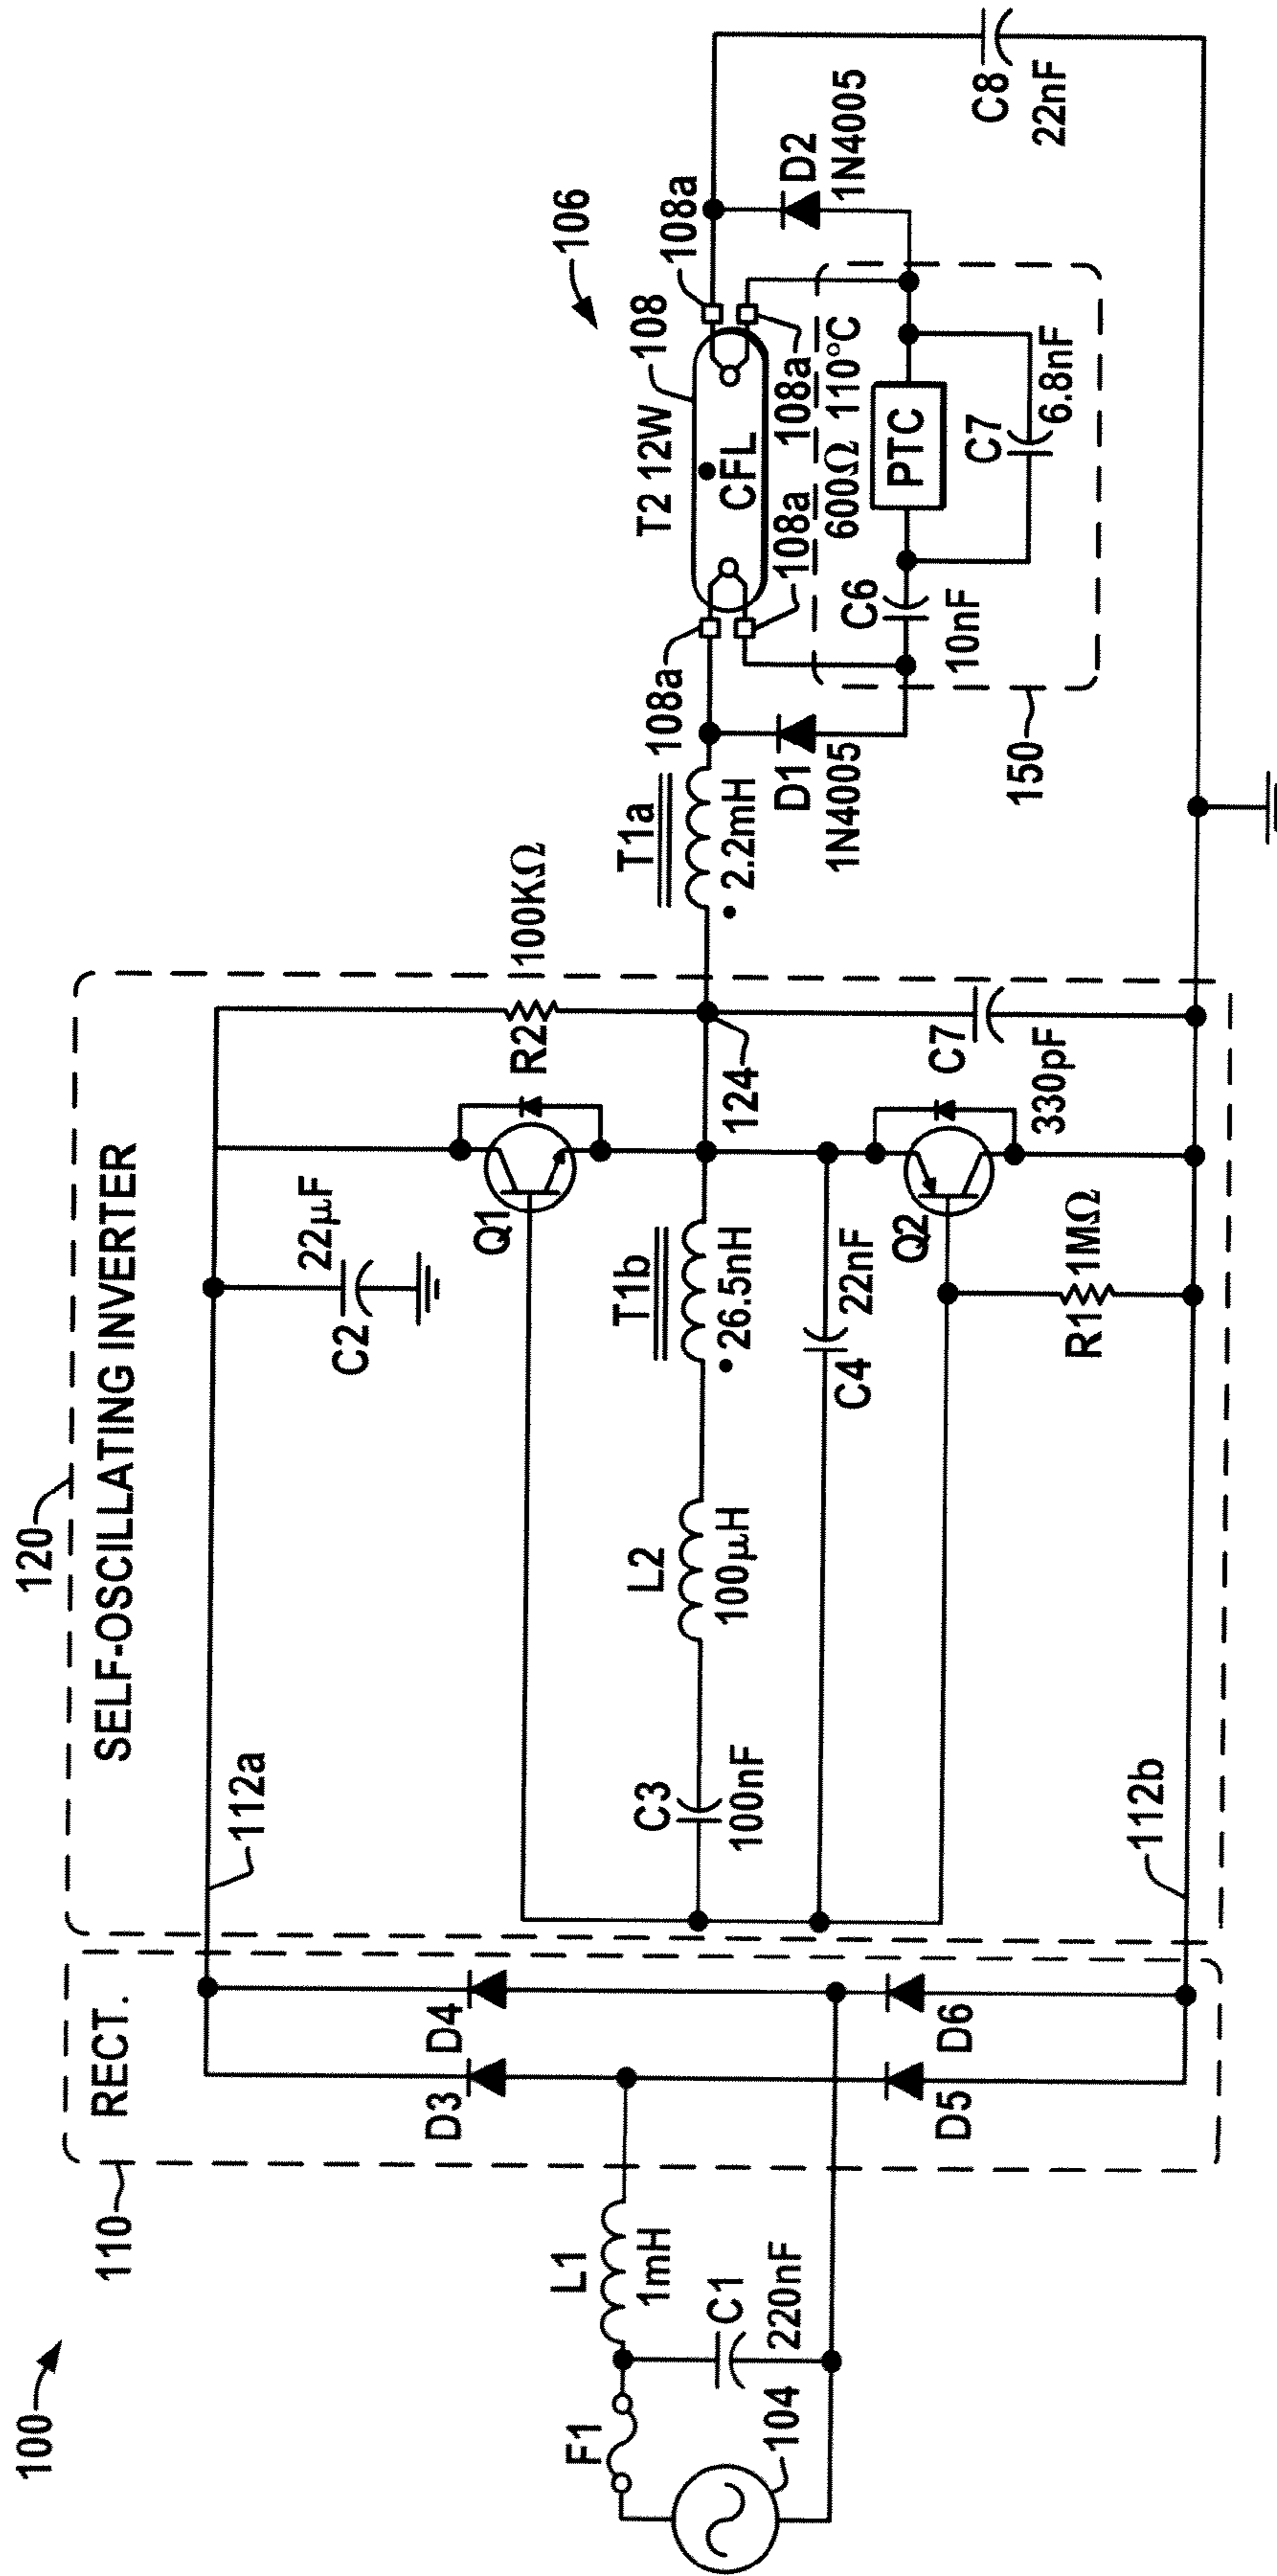 100
110
RECT.
120
SELF-OSCILLATING INVERTER
104
F1
C1
220nF
L1
1mH
D3
D4
D5
D6
112a
112b
C3
100nF
L2
100µH
T1b
26.5nH
C4
22nF
C2
22µF
Q1
Q2
R1
1MΩ
R2
100KΩ
124
C7
330pF
T1a
2.2mH
D1
1N4005
108a
108a
T2 12W
108
CFL
108a
108a
106
600Ω 110°C
PTC
C6
10nF
C7
6.8nF
150
D2
1N4005
C8
22nF